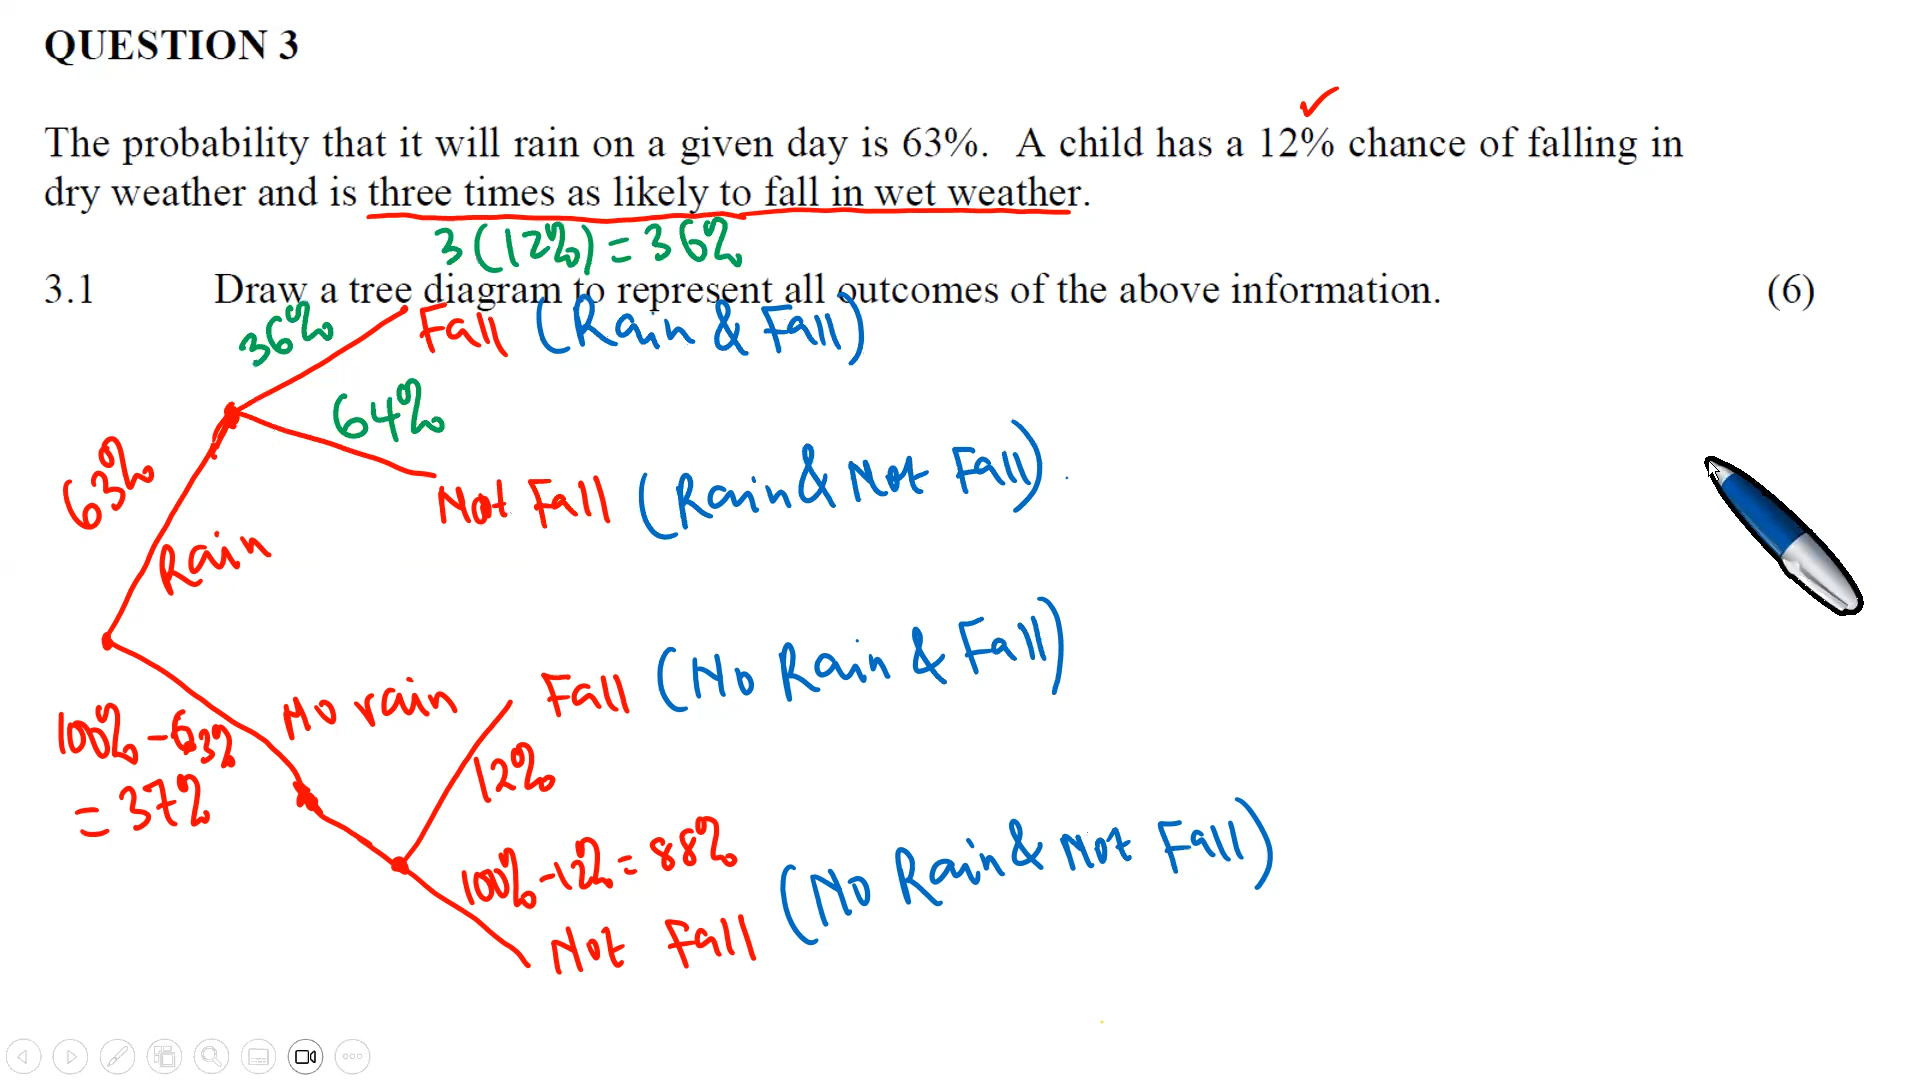 QUESTION 3
The probability that it will rain on a given day is 63%. A child has a 12% chance of falling in
dry weather and is three times as likely to fall in wet weather.
3(12%) = 36%
3.1 Draw a tree diagram to represent all outcomes of the above information. (6)
36% Fall (Rain & Fall)
64%
63% Not Fall (Rain & Not Fall)
Rain
No rain Fall (No Rain & Fall)
100% - 63%
= 37%
12%
100% - 12% = 88%
Not Fall (No Rain & Not Fall)